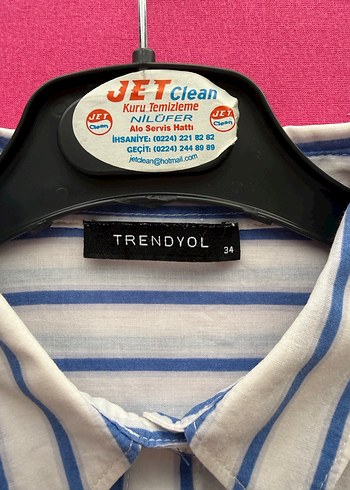 JET Clean
Kuru Temizleme
NİLÜFER
Alo Servis Hattı
İHSANİYE: (0224) 221 82 82
GEÇİT: (0224) 244 89 89
jetclean@hotmail.com
JET
Clean
JET
Clean
TRENDYOL
34